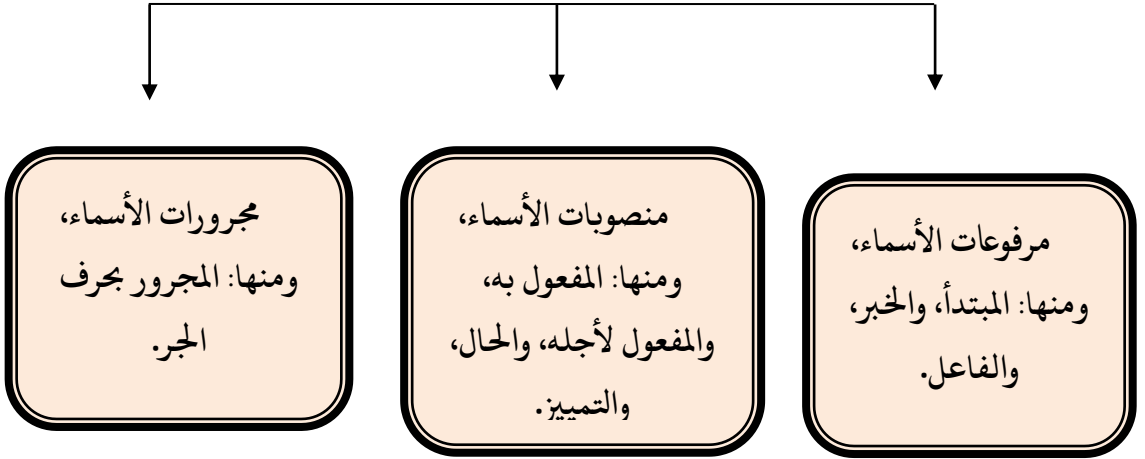 مرفوعات الأسماء،
ومنها: المبتدأ، والخبر،
والفاعل.
منصوبات الأسماء،
ومنها: المفعول به،
والمفعول لأجله، والحال،
والتمييز.
مجرورات الأسماء،
ومنها: المجرور بحرف
الجر.